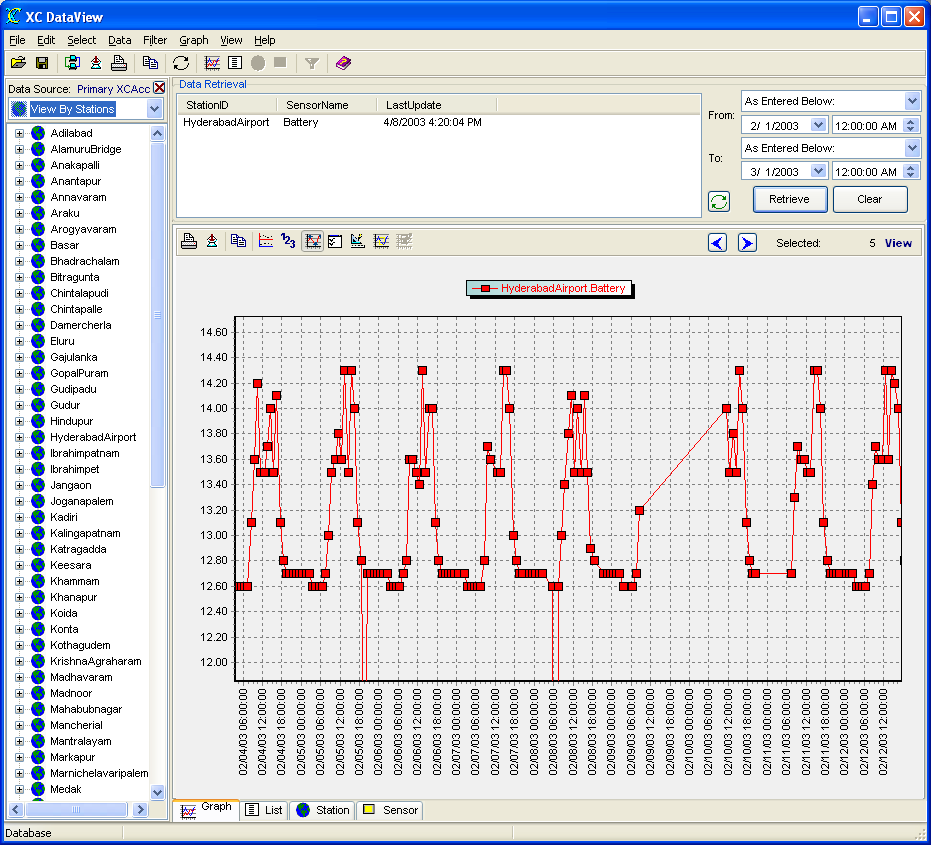 XC DataView
File Edit Select Data Filter Graph View Help
Data Source: Primary XCAcc
View By Stations
Adilabad
AlamuruBridge
Anakapalli
Anantapur
Annavaram
Araku
Arogyavaram
Basar
Bhadrachalam
Bitragunta
Chintalapudi
Chintapalle
Damercherla
Eluru
Gajulanka
GopalPuram
Gudipadu
Gudur
Hindupur
HyderabadAirport
Ibrahimpatnam
Ibrahimpet
Jangaon
Joganapalem
Kadiri
Kalingapatnam
Katragadda
Keesara
Khammam
Khanapur
Koida
Konta
Kothagudem
KrishnaAgraharam
Madhavaram
Madnoor
Mahabubnagar
Mancherial
Mantralayam
Markapur
Marnichelavaripalem
Medak
Data Retrieval
StationID SensorName LastUpdate
HyderabadAirport Battery 4/8/2003 4:20:04 PM
As Entered Below:
From:
2/ 1/2003 12:00:00 AM
As Entered Below:
To:
3/ 1/2003 12:00:00 AM
Retrieve Clear
123
Selected: 5 View
HyderabadAirport.Battery
14.60
14.40
14.20
14.00
13.80
13.60
13.40
13.20
13.00
12.80
12.60
12.40
12.20
12.00
02/04/03 06:00:00
02/04/03 12:00:00
02/04/03 18:00:00
02/05/03 00:00:00
02/05/03 06:00:00
02/05/03 12:00:00
02/05/03 18:00:00
02/06/03 00:00:00
02/06/03 06:00:00
02/06/03 12:00:00
02/06/03 18:00:00
02/07/03 00:00:00
02/07/03 06:00:00
02/07/03 12:00:00
02/07/03 18:00:00
02/08/03 00:00:00
02/08/03 06:00:00
02/08/03 12:00:00
02/08/03 18:00:00
02/09/03 00:00:00
02/09/03 06:00:00
02/09/03 12:00:00
02/09/03 18:00:00
02/10/03 00:00:00
02/10/03 06:00:00
02/10/03 12:00:00
02/10/03 18:00:00
02/11/03 00:00:00
02/11/03 06:00:00
02/11/03 12:00:00
02/11/03 18:00:00
02/12/03 00:00:00
02/12/03 06:00:00
02/12/03 12:00:00
Graph List Station Sensor
Database